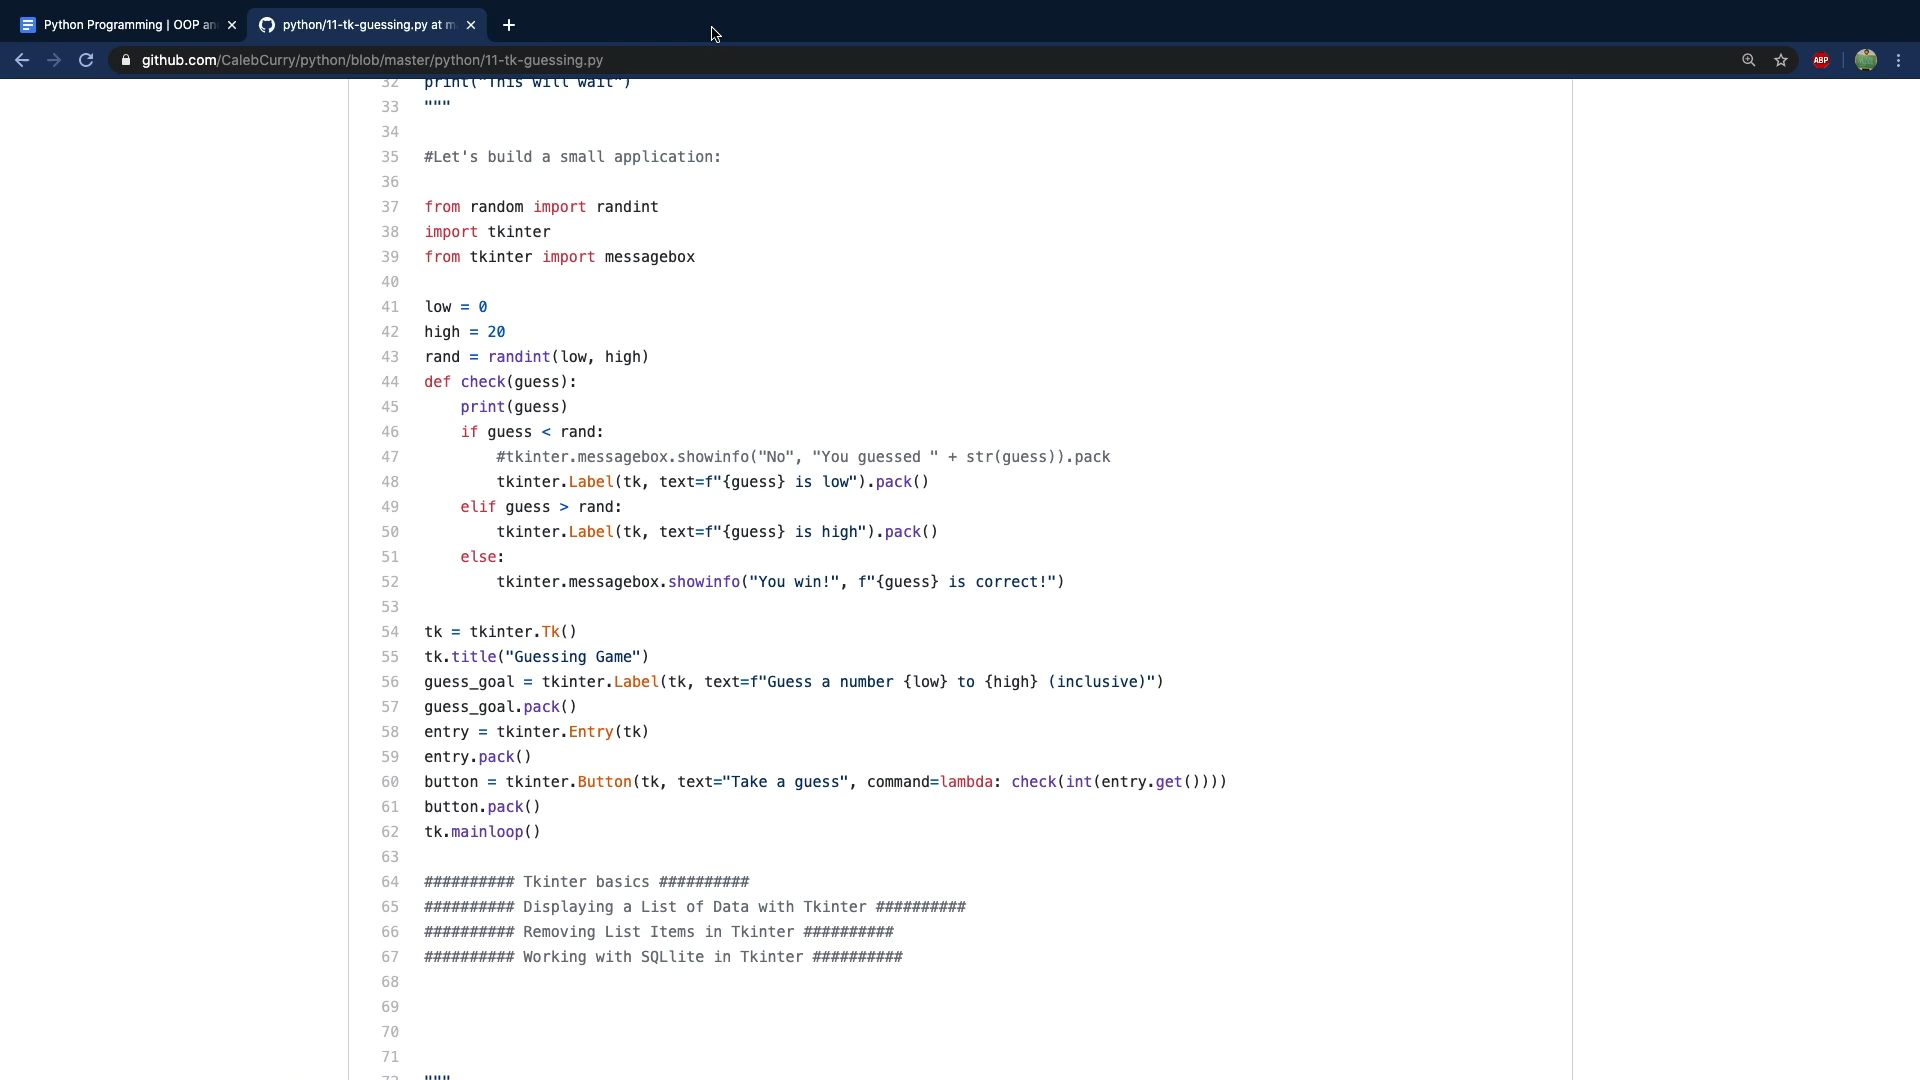 Python Programming | OOP an
python/11-tk-guessing.py at m
github.com/CalebCurry/python/blob/master/python/11-tk-guessing.py
ABP
32 print("This will wait")
33 """
34
35 #Let's build a small application:
36
37 from random import randint
38 import tkinter
39 from tkinter import messagebox
40
41 low = 0
42 high = 20
43 rand = randint(low, high)
44 def check(guess):
45 print(guess)
46 if guess < rand:
47 #tkinter.messagebox.showinfo("No", "You guessed " + str(guess)).pack
48 tkinter.Label(tk, text=f"{guess} is low").pack()
49 elif guess > rand:
50 tkinter.Label(tk, text=f"{guess} is high").pack()
51 else:
52 tkinter.messagebox.showinfo("You win!", f"{guess} is correct!")
53
54 tk = tkinter.Tk()
55 tk.title("Guessing Game")
56 guess_goal = tkinter.Label(tk, text=f"Guess a number {low} to {high} (inclusive)")
57 guess_goal.pack()
58 entry = tkinter.Entry(tk)
59 entry.pack()
60 button = tkinter.Button(tk, text="Take a guess", command=lambda: check(int(entry.get())))
61 button.pack()
62 tk.mainloop()
63
64 ########## Tkinter basics ##########
65 ########## Displaying a List of Data with Tkinter ##########
66 ########## Removing List Items in Tkinter ##########
67 ########## Working with SQLlite in Tkinter ##########
68
69
70
71
72 """